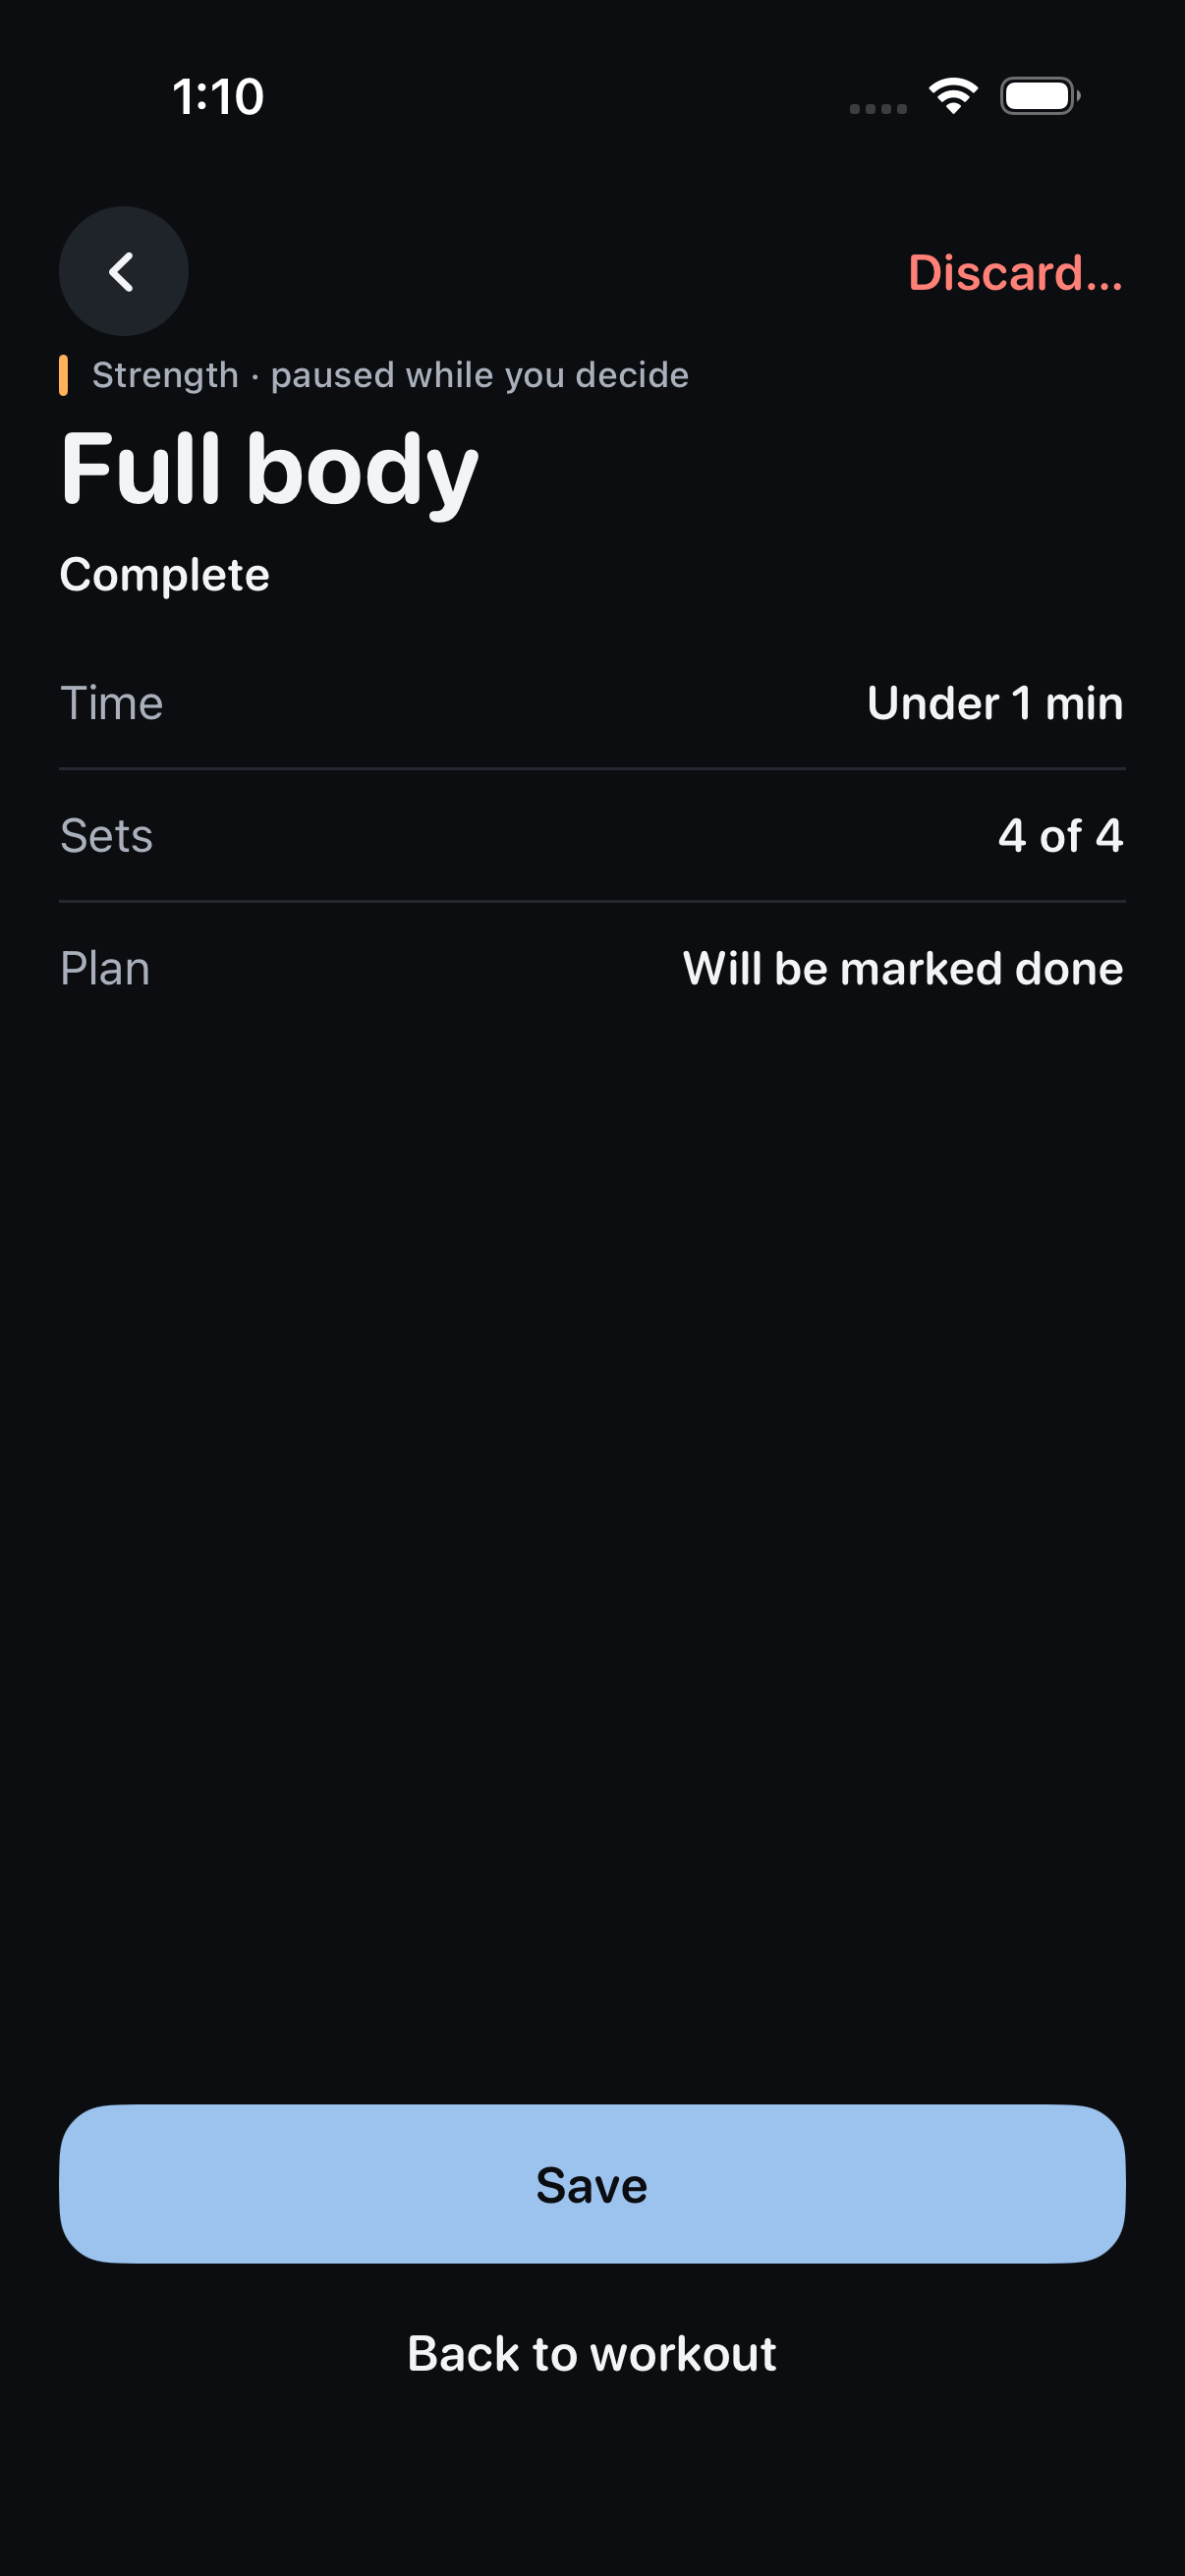 1:10
Discard...
Strength · paused while you decide
Full body
Complete
Time Under 1 min
Sets 4 of 4
Plan Will be marked done
Save
Back to workout